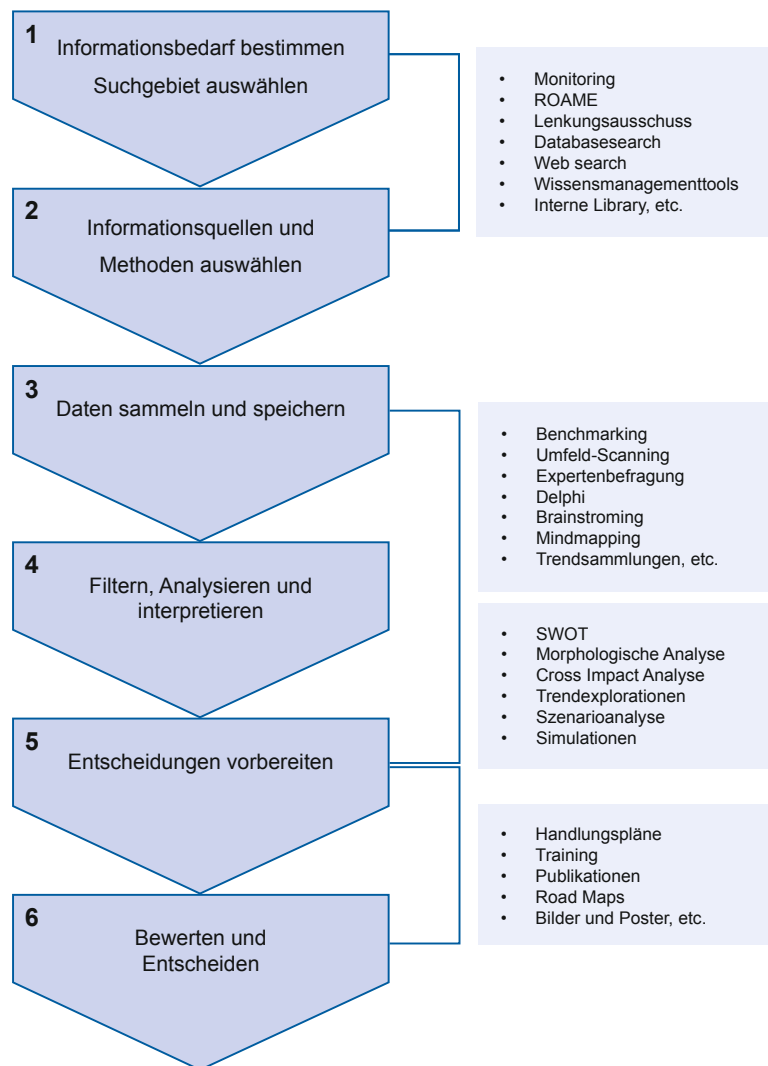 1
Informationsbedarf bestimmen
Suchgebiet auswählen
• Monitoring
• ROAME
• Lenkungsausschuss
• Databasesearch
• Web search
• Wissensmanagementtools
• Interne Library, etc.
2
Informationsquellen und
Methoden auswählen
3
Daten sammeln und speichern
• Benchmarking
• Umfeld-Scanning
• Expertenbefragung
• Delphi
• Brainstroming
• Mindmapping
• Trendsammlungen, etc.
4
Filtern, Analysieren und
interpretieren
• SWOT
• Morphologische Analyse
• Cross Impact Analyse
• Trendexplorationen
• Szenarioanalyse
• Simulationen
5
Entscheidungen vorbereiten
• Handlungspläne
• Training
• Publikationen
• Road Maps
• Bilder und Poster, etc.
6
Bewerten und
Entscheiden